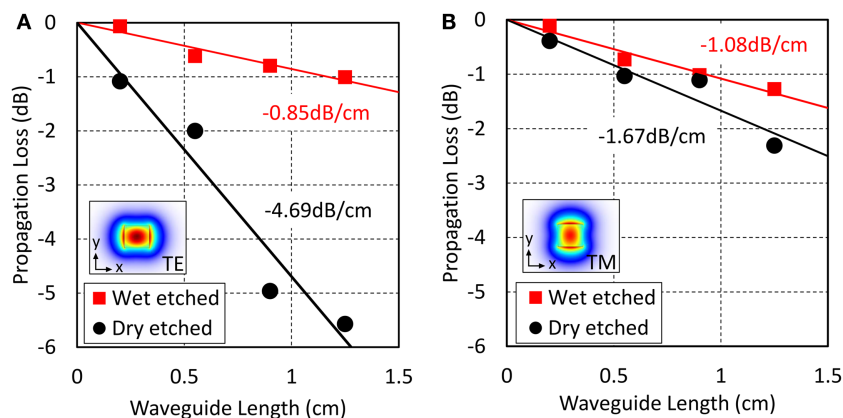 A
Propagation Loss (dB)
0
-1
-2
-3
-4
-5
-6
-0.85dB/cm
-4.69dB/cm
y
x
TE
Wet etched
Dry etched
0
0.5
1
1.5
Waveguide Length (cm)
B
Propagation Loss (dB)
0
-1
-2
-3
-4
-5
-6
-1.08dB/cm
-1.67dB/cm
y
x
TM
Wet etched
Dry etched
0
0.5
1
1.5
Waveguide Length (cm)